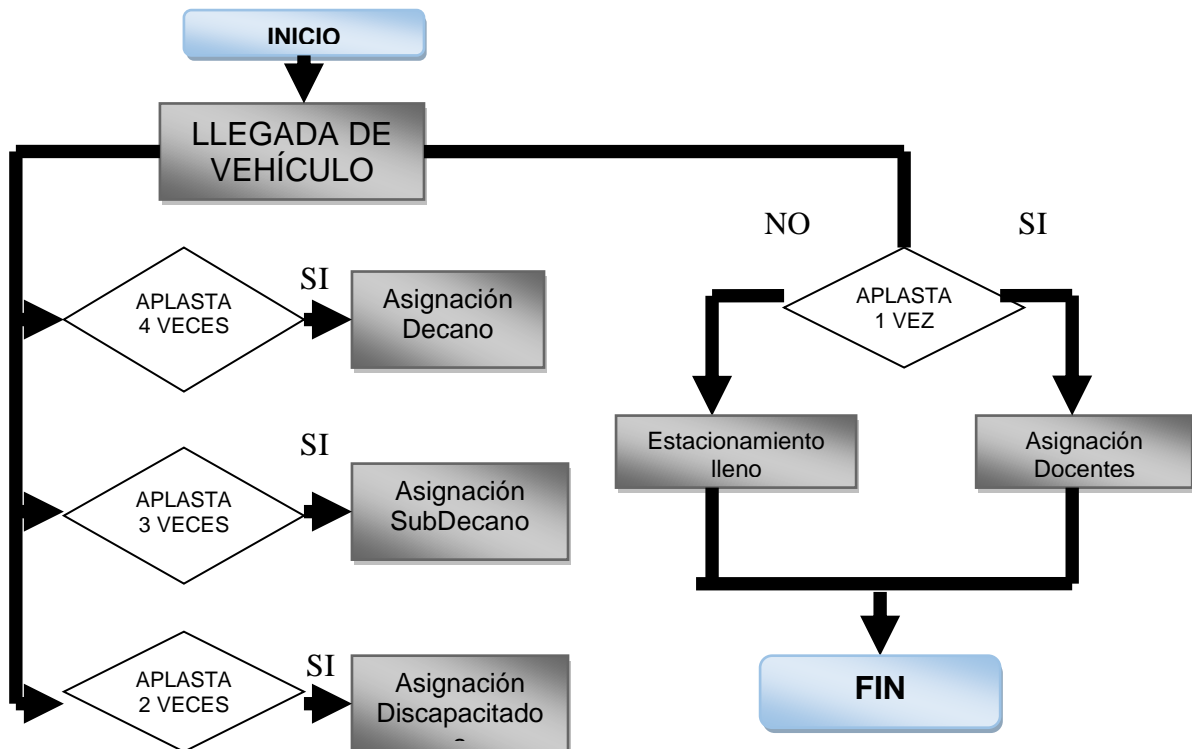 INICIO
LLEGADA DE
VEHÍCULO
NO
SI
APLASTA
4 VECES
SI
Asignación
Decano
APLASTA
1 VEZ
Estacionamiento
lleno
Asignación
Docentes
APLASTA
3 VECES
SI
Asignación
SubDecano
APLASTA
2 VECES
SI
Asignación
Discapacitado
FIN